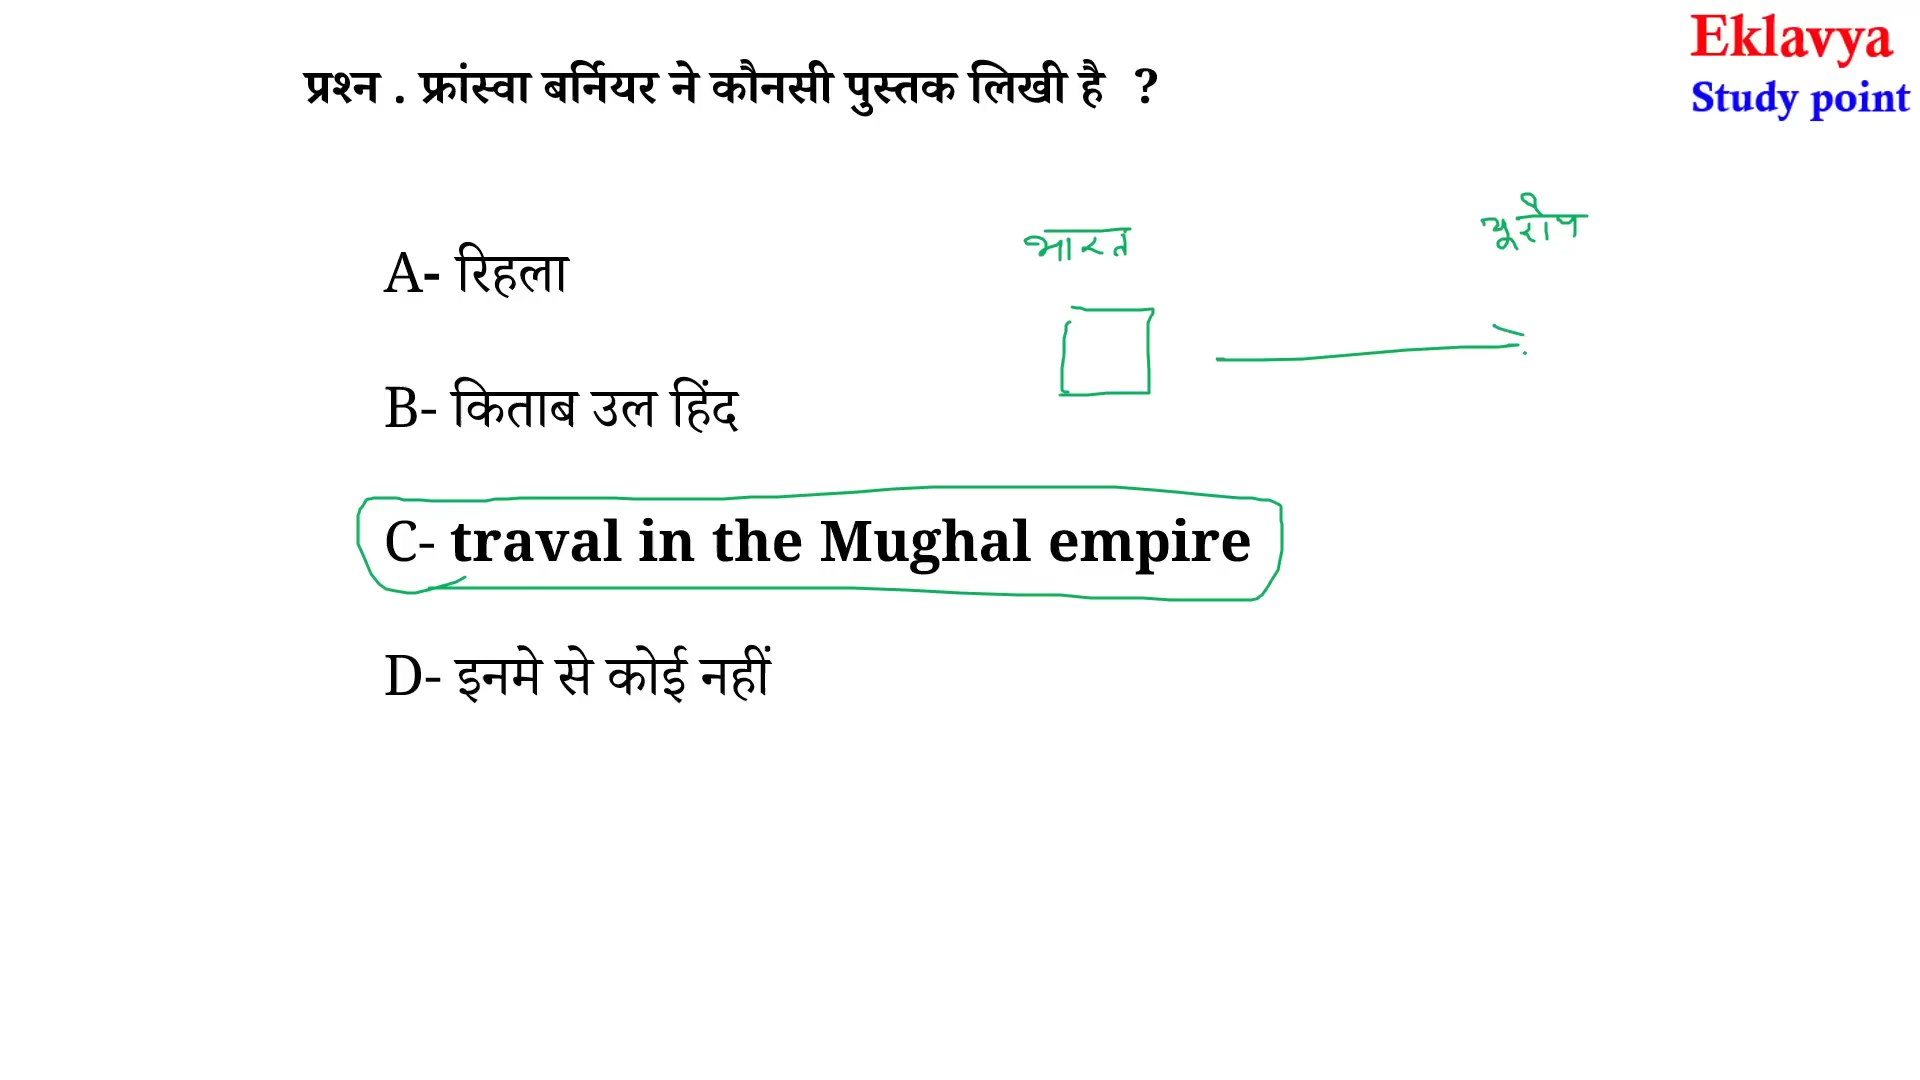 Eklavya
Study point
प्रश्न . फ्रांस्वा बर्नियर ने कौनसी पुस्तक लिखी है ?
भारत
यूरोप
A- रिहला
B- किताब उल हिंद
C- traval in the Mughal empire
D- इनमे से कोई नहीं